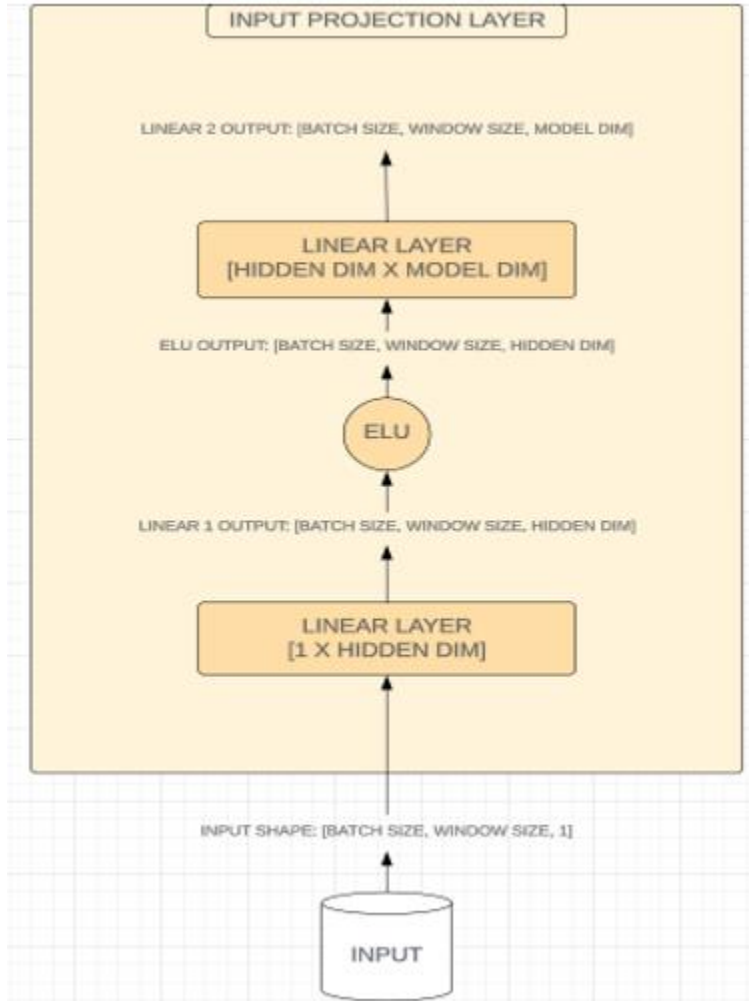 INPUT PROJECTION LAYER
LINEAR 2 OUTPUT: [BATCH SIZE, WINDOW SIZE, MODEL DIM]
LINEAR LAYER
[HIDDEN DIM X MODEL DIM]
ELU OUTPUT: [BATCH SIZE, WINDOW SIZE, HIDDEN DIM]
ELU
LINEAR 1 OUTPUT: [BATCH SIZE, WINDOW SIZE, HIDDEN DIM]
LINEAR LAYER
[1 X HIDDEN DIM]
INPUT SHAPE: [BATCH SIZE, WINDOW SIZE, 1]
INPUT